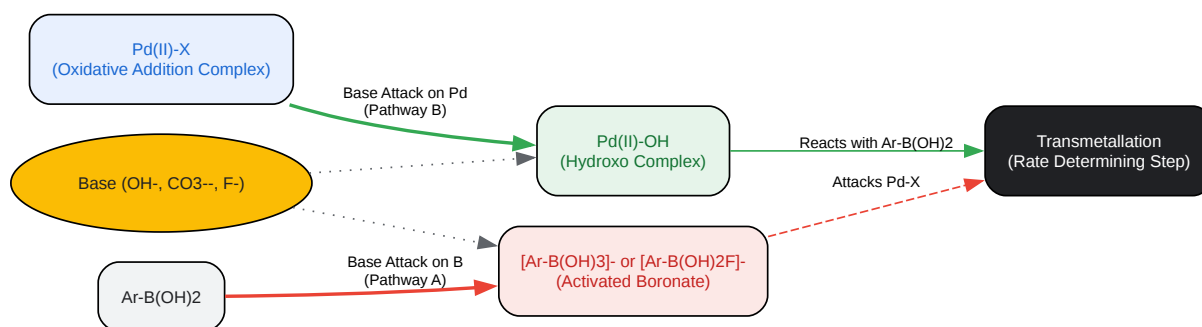 Pd(II)-X
(Oxidative Addition Complex)
Base Attack on Pd
(Pathway B)
Pd(II)-OH
(Hydroxo Complex)
Reacts with Ar-B(OH)2
Transmetallation
(Rate Determining Step)
Base (OH-, CO3--, F-)
Attacks Pd-X
Base Attack on B
(Pathway A)
[Ar-B(OH)3]- or [Ar-B(OH)2F]-
(Activated Boronate)
Ar-B(OH)2